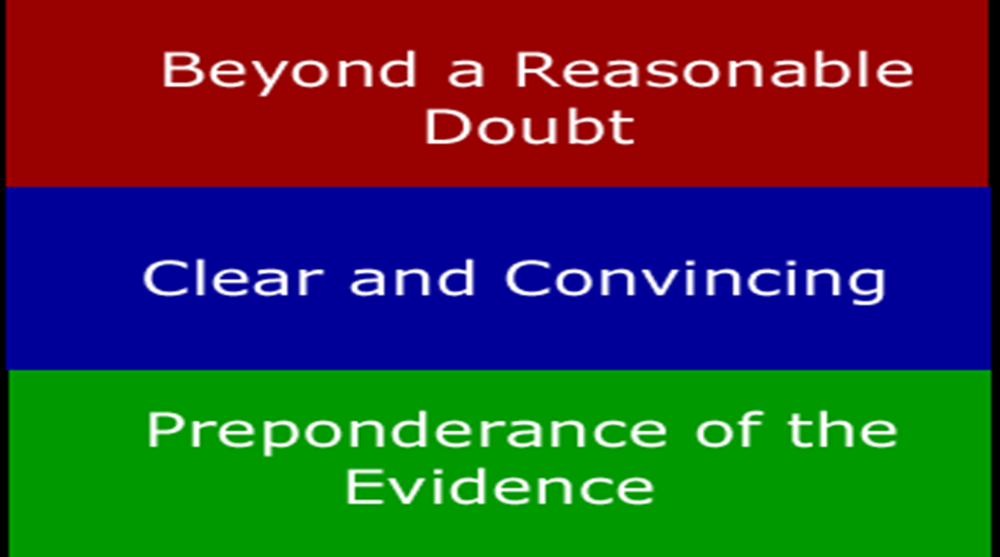 Beyond a Reasonable
Doubt
Clear and Convincing
Preponderance of the
Evidence